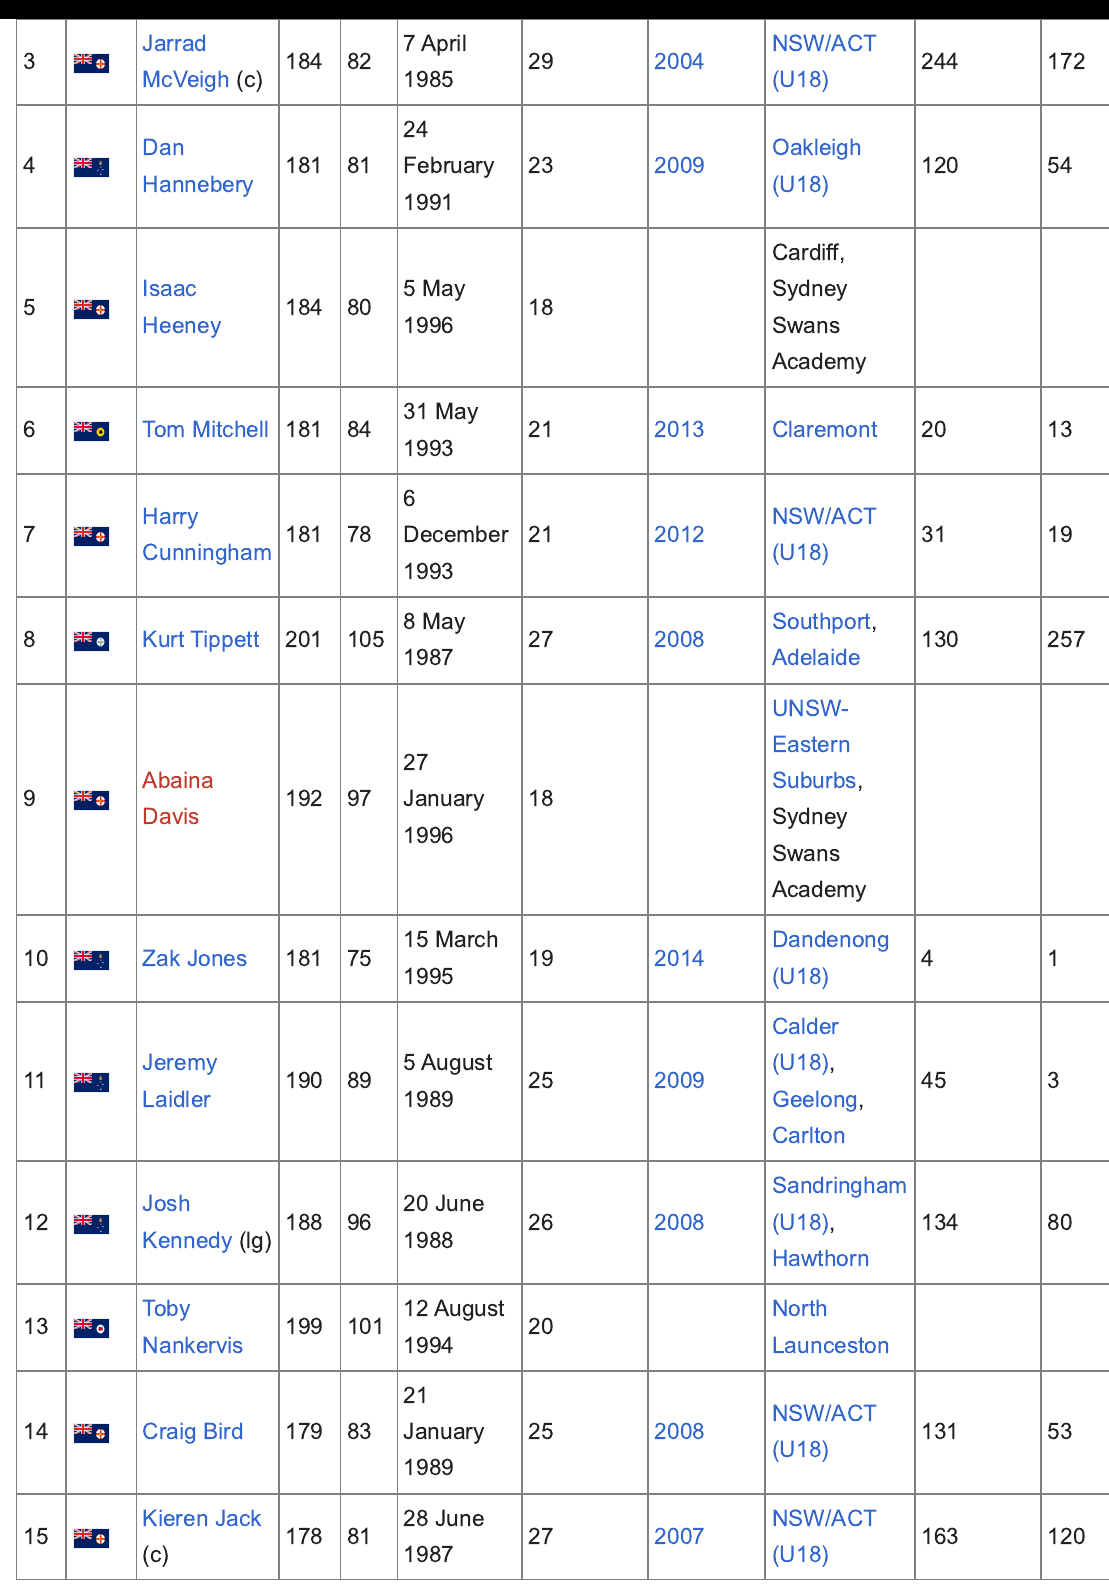 3 Jarrad McVeigh (c) 184 82 7 April 1985 29 2004 NSW/ACT (U18) 244 172
4 Dan Hannebery 181 81 24 February 1991 23 2009 Oakleigh (U18) 120 54
5 Isaac Heeney 184 80 5 May 1996 18 Cardiff, Sydney Swans Academy
6 Tom Mitchell 181 84 31 May 1993 21 2013 Claremont 20 13
7 Harry Cunningham 181 78 6 December 1993 21 2012 NSW/ACT (U18) 31 19
8 Kurt Tippett 201 105 8 May 1987 27 2008 Southport, Adelaide 130 257
9 Abaina Davis 192 97 27 January 1996 18 UNSW-Eastern Suburbs, Sydney Swans Academy
10 Zak Jones 181 75 15 March 1995 19 2014 Dandenong (U18) 4 1
11 Jeremy Laidler 190 89 5 August 1989 25 2009 Calder (U18), Geelong, Carlton 45 3
12 Josh Kennedy (lg) 188 96 20 June 1988 26 2008 Sandringham (U18), Hawthorn 134 80
13 Toby Nankervis 199 101 12 August 1994 20 North Launceston
14 Craig Bird 179 83 21 January 1989 25 2008 NSW/ACT (U18) 131 53
15 Kieren Jack (c) 178 81 28 June 1987 27 2007 NSW/ACT (U18) 163 120